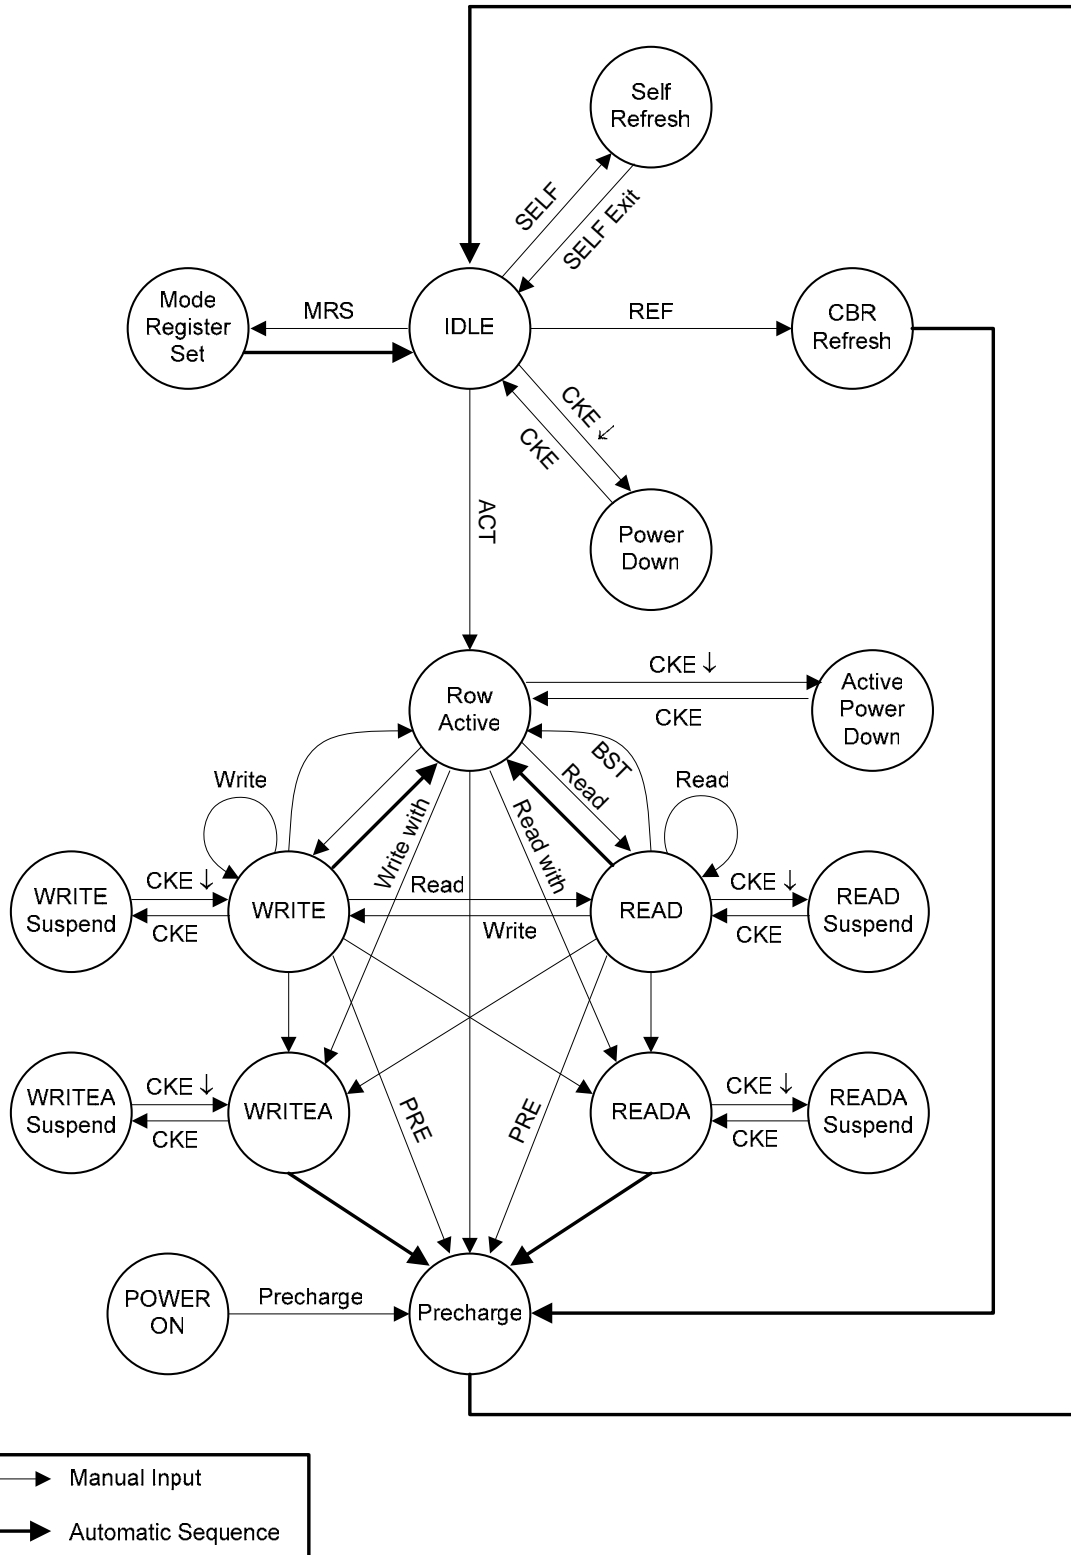 Self
Refresh
SELF
SELF Exit
Mode
Register
Set
MRS
IDLE
REF
CBR
Refresh
CKE ↓
CKE
Power
Down
ACT
Row
Active
CKE ↓
CKE
Active
Power
Down
BST
Read
Write
Read
Write with
Read with
WRITE
Suspend
CKE ↓
CKE
WRITE
Read
Write
READ
CKE ↓
CKE
READ
Suspend
WRITEA
Suspend
CKE ↓
CKE
WRITEA
PRE
PRE
READA
CKE ↓
CKE
READA
Suspend
POWER
ON
Precharge
Precharge
Manual Input
Automatic Sequence